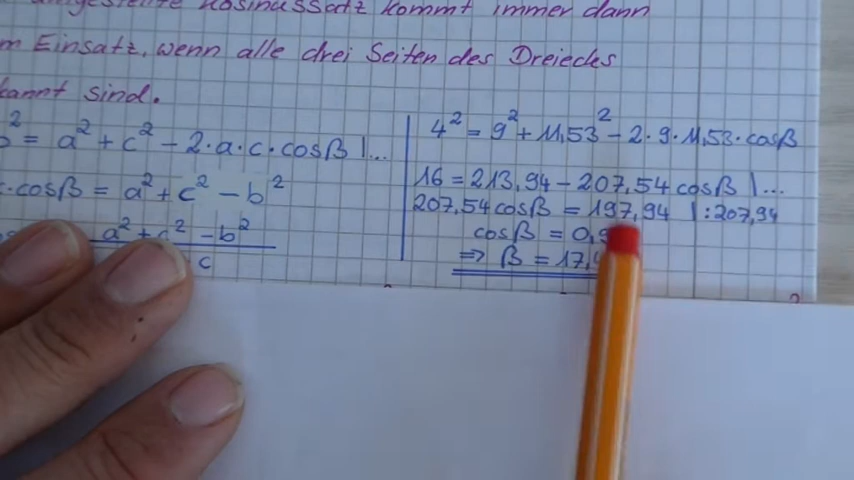 Kosinussatz kommt immer dann
Einsatz, wenn alle drei Seiten des Dreiecks
kannt sind.
b² = a² + c² - 2·a·c·cosβ |...
4² = 9² + 11,53² - 2·9·11,53·cosβ
c·cosβ = a² + c² - b²
16 = 213,94 - 207,54 cosβ |...
207,54 cosβ = 197,94 | : 207,94
a² + c² - b²
cosβ = 0,9
c
⇒ β = 17,